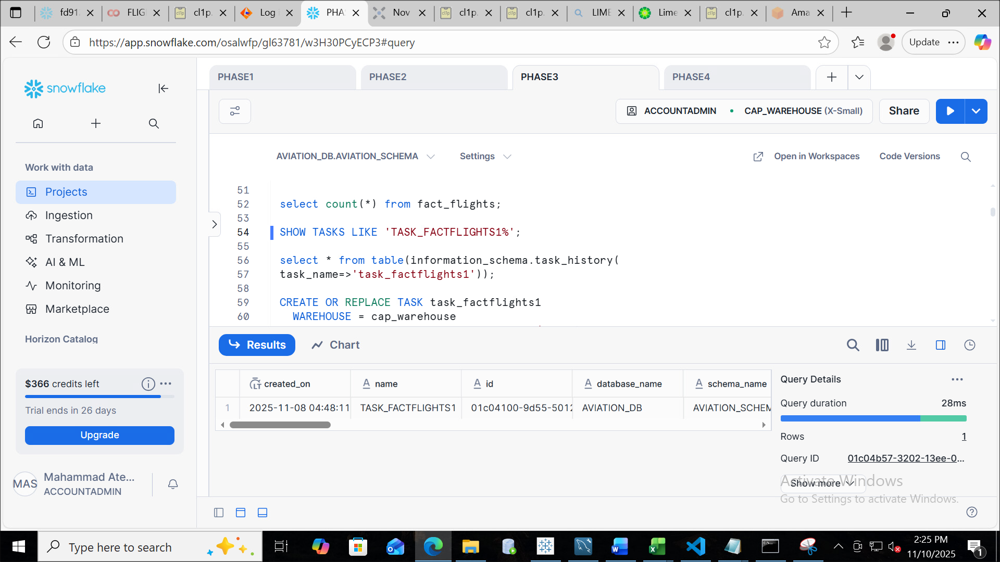 fd91
FLIG
cl1p.
Log
PHA
Nov
cl1p.
cl1p.
LIME
Lime
cl1p.
Ama
https://app.snowflake.com/osalwfp/gl63781/w3H30PCyECP3#query
Update
snowflake
PHASE1
PHASE2
PHASE3
PHASE4
ACCOUNTADMIN • CAP_WAREHOUSE (X-Small)
Share
AVIATION_DB.AVIATION_SCHEMA
Settings
Open in Workspaces
Code Versions
Work with data
Projects
Ingestion
Transformation
AI & ML
Monitoring
Marketplace
Horizon Catalog
$366 credits left
Trial ends in 26 days
Upgrade
MAS
Mahammad Ate...
ACCOUNTADMIN
51
52 select count(*) from fact_flights;
53
54 SHOW TASKS LIKE 'TASK_FACTFLIGHTS1%';
55
56 select * from table(information_schema.task_history(
57 task_name=>'task_factflights1'));
58
59 CREATE OR REPLACE TASK task_factflights1
60 WAREHOUSE = cap_warehouse
Results
Chart
created_on
A name
A id
A database_name
A schema_name
1 2025-11-08 04:48:11 TASK_FACTFLIGHTS1 01c04100-9d55-5012 AVIATION_DB AVIATION_SCHEM
Query Details
Query duration 28ms
Rows 1
Query ID 01c04b57-3202-13ee-0...
Show more
Activate Windows
Go to Settings to activate Windows.
Type here to search
2:25 PM
11/10/2025
1